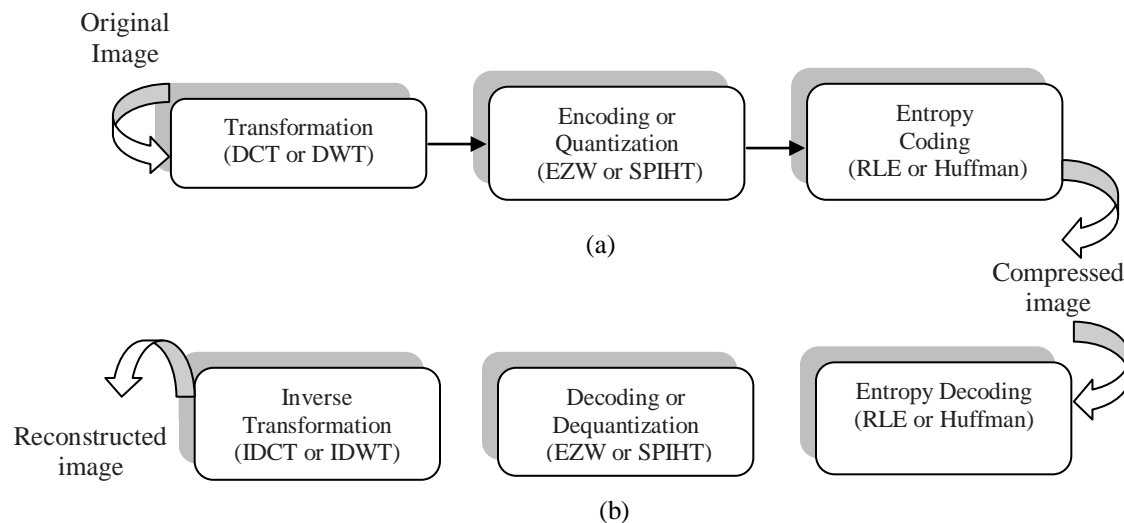 Original
Image
Transformation
(DCT or DWT)
Encoding or
Quantization
(EZW or SPIHT)
Entropy
Coding
(RLE or Huffman)
(a)
Compressed
image
Entropy Decoding
(RLE or Huffman)
Decoding or
Dequantization
(EZW or SPIHT)
Inverse
Transformation
(IDCT or IDWT)
Reconstructed
image
(b)